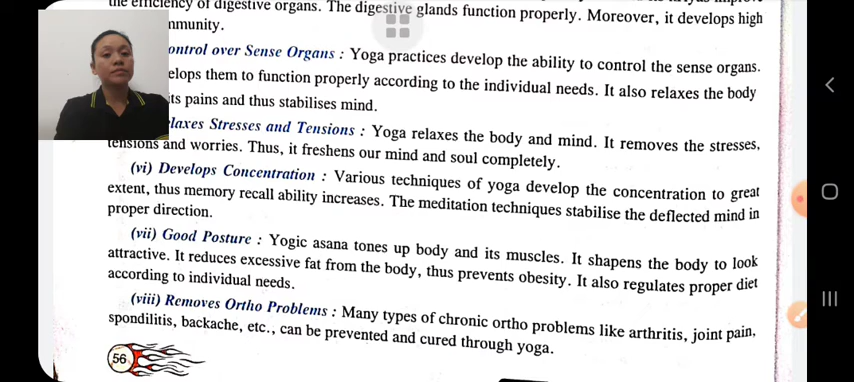 the efficiency of digestive organs. The digestive glands function properly. Moreover, it develops high
mmunity.
ontrol over Sense Organs : Yoga practices develop the ability to control the sense organs.
elops them to function properly according to the individual needs. It also relaxes the body
its pains and thus stabilises mind.
laxes Stresses and Tensions : Yoga relaxes the body and mind. It removes the stresses,
tensions and worries. Thus, it freshens our mind and soul completely.
(vi) Develops Concentration : Various techniques of yoga develop the concentration to great
extent, thus memory recall ability increases. The meditation techniques stabilise the deflected mind in
proper direction.
(vii) Good Posture : Yogic asana tones up body and its muscles. It shapens the body to look
attractive. It reduces excessive fat from the body, thus prevents obesity. It also regulates proper diet
according to individual needs.
(viii) Removes Ortho Problems : Many types of chronic ortho problems like arthritis, joint pain,
spondilitis, backache, etc., can be prevented and cured through yoga.
56